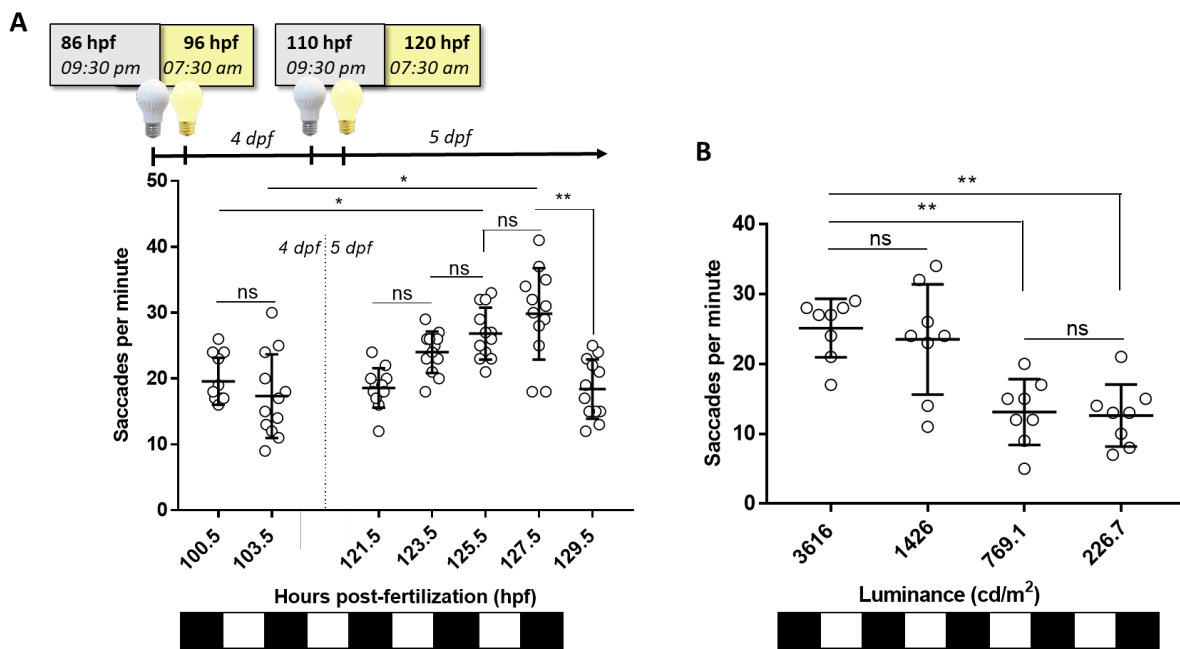 A
86 hpf 96 hpf 110 hpf 120 hpf
09:30 pm 07:30 am 09:30 pm 07:30 am
4 dpf 5 dpf
Saccades per minute
50
40
30
20
10
0
* 
*
**
ns
ns
ns
ns
4 dpf 5 dpf
100.5 103.5 121.5 123.5 125.5 127.5 129.5
Hours post-fertilization (hpf)
B
Saccades per minute
40
30
20
10
0
**
**
ns
ns
3616 1426 769.1 226.7
Luminance (cd/m²)